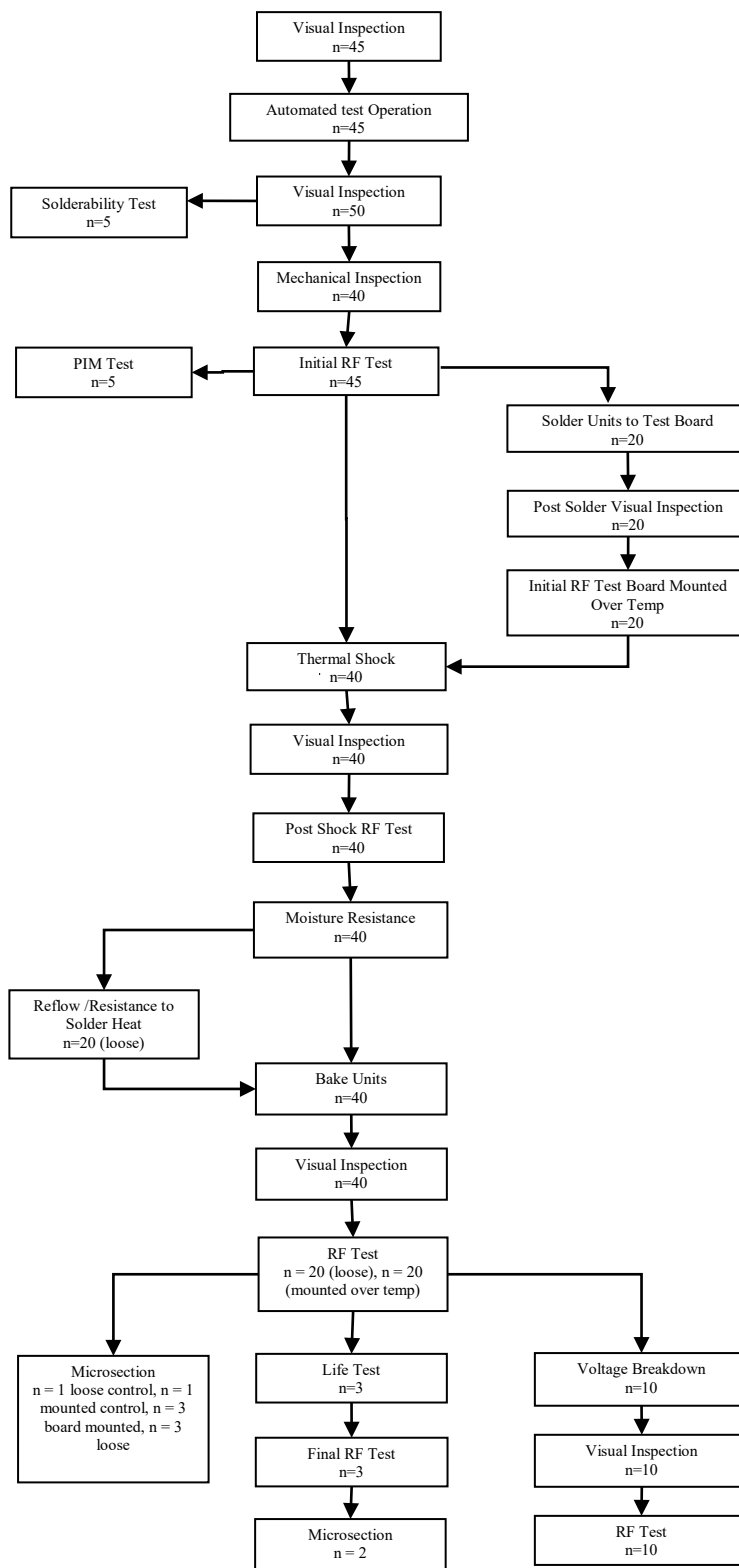 Visual Inspection
n=45
Automated test Operation
n=45
Visual Inspection
n=50
Solderability Test
n=5
Mechanical Inspection
n=40
PIM Test
n=5
Initial RF Test
n=45
Solder Units to Test Board
n=20
Post Solder Visual Inspection
n=20
Initial RF Test Board Mounted
Over Temp
n=20
Thermal Shock
n=40
Visual Inspection
n=40
Post Shock RF Test
n=40
Moisture Resistance
n=40
Reflow /Resistance to
Solder Heat
n=20 (loose)
Bake Units
n=40
Visual Inspection
n=40
RF Test
n = 20 (loose), n = 20
(mounted over temp)
Microsection
n = 1 loose control, n = 1
mounted control, n = 3
board mounted, n = 3
loose
Life Test
n=3
Final RF Test
n=3
Microsection
n = 2
Voltage Breakdown
n=10
Visual Inspection
n=10
RF Test
n=10